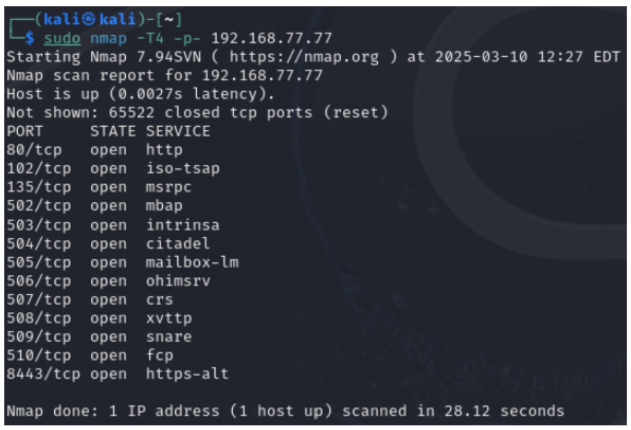 ┌──(kali㉿kali)-[~]
└─$ sudo nmap -T4 -p- 192.168.77.77
Starting Nmap 7.94SVN ( https://nmap.org ) at 2025-03-10 12:27 EDT
Nmap scan report for 192.168.77.77
Host is up (0.0027s latency).
Not shown: 65522 closed tcp ports (reset)
PORT     STATE SERVICE
80/tcp   open  http
102/tcp  open  iso-tsap
135/tcp  open  msrpc
502/tcp  open  mbap
503/tcp  open  intrinsa
504/tcp  open  citadel
505/tcp  open  mailbox-lm
506/tcp  open  ohimsrv
507/tcp  open  crs
508/tcp  open  xvttp
509/tcp  open  snare
510/tcp  open  fcp
8443/tcp open  https-alt
Nmap done: 1 IP address (1 host up) scanned in 28.12 seconds